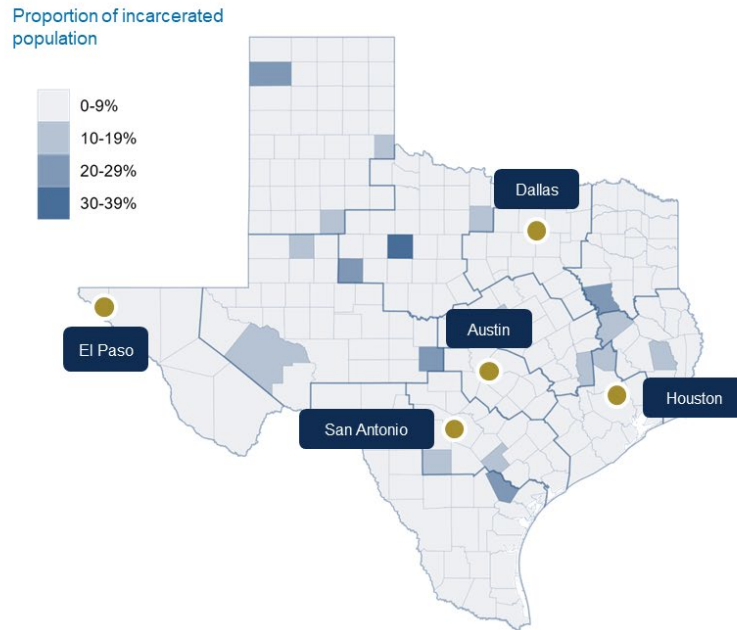 Proportion of incarcerated
population
0-9%
10-19%
20-29%
30-39%
Dallas
Austin
El Paso
Houston
San Antonio